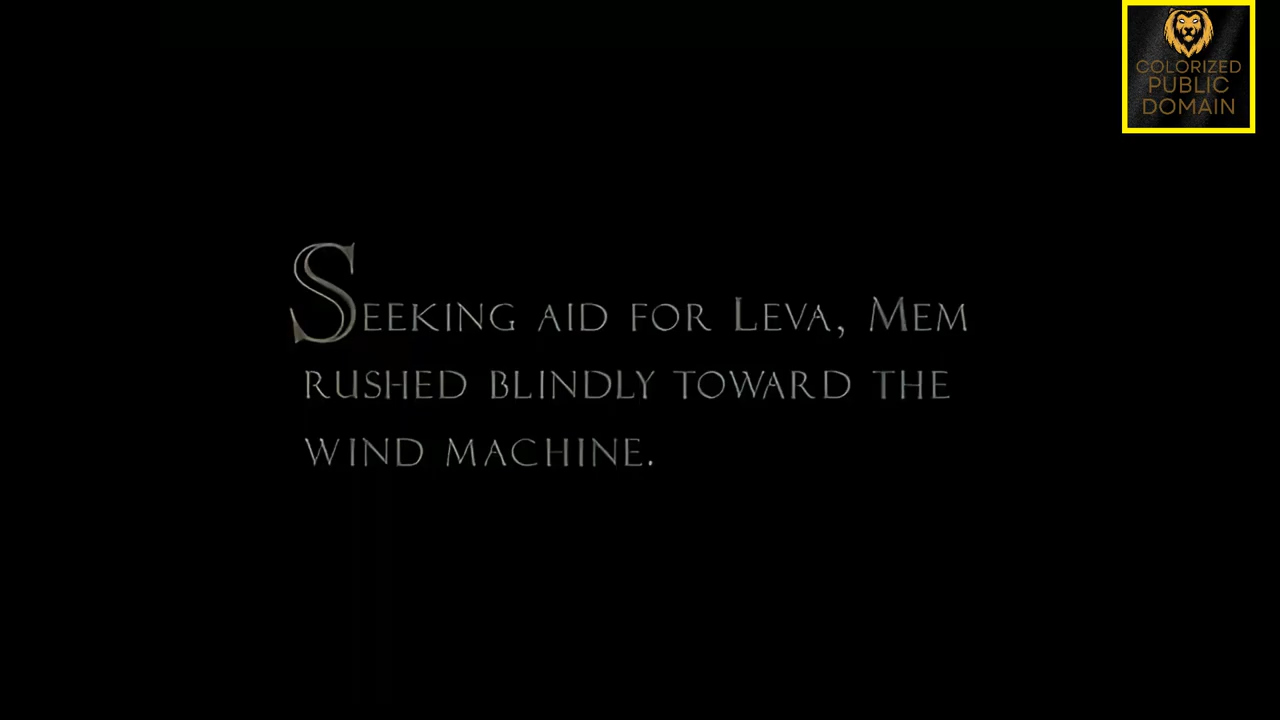 COLORIZED
PUBLIC
DOMAIN
SEEKING AID FOR LEVA, MEM
RUSHED BLINDLY TOWARD THE
WIND MACHINE.